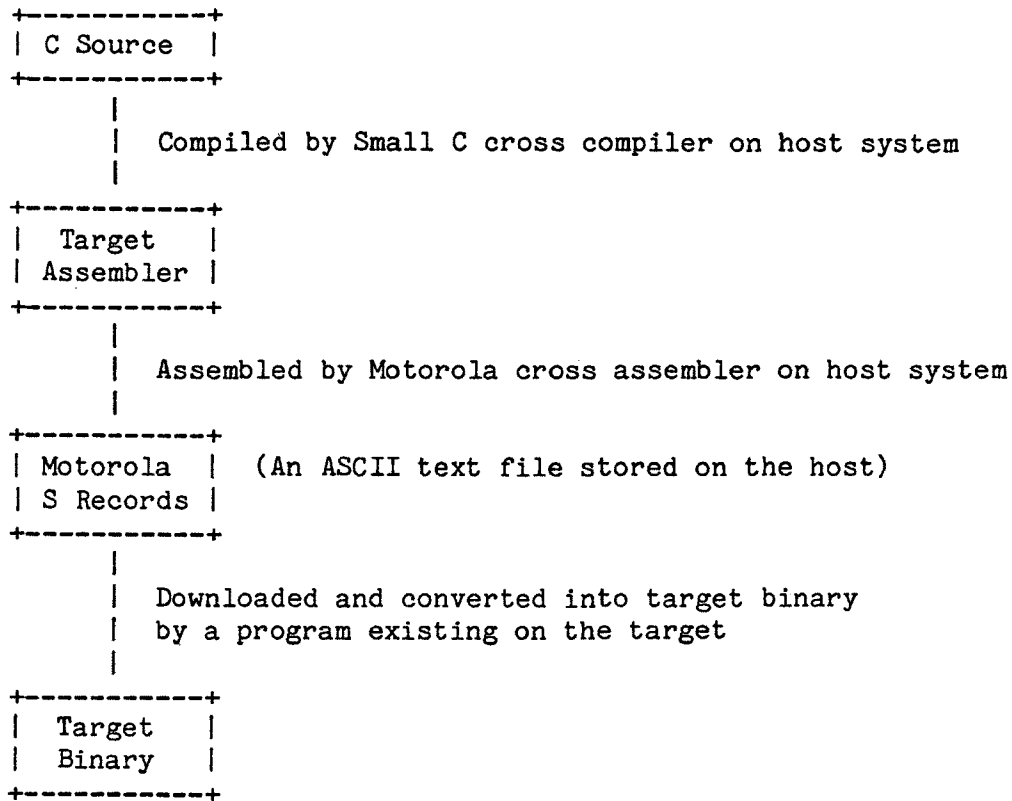 +-----------+
| C Source |
+-----------+
|
| Compiled by Small C cross compiler on host system
|
+-----------+
| Target |
| Assembler |
+-----------+
|
| Assembled by Motorola cross assembler on host system
|
+-----------+
| Motorola | (An ASCII text file stored on the host)
| S Records |
+-----------+
|
| Downloaded and converted into target binary
| by a program existing on the target
|
+-----------+
| Target |
| Binary |
+-----------+